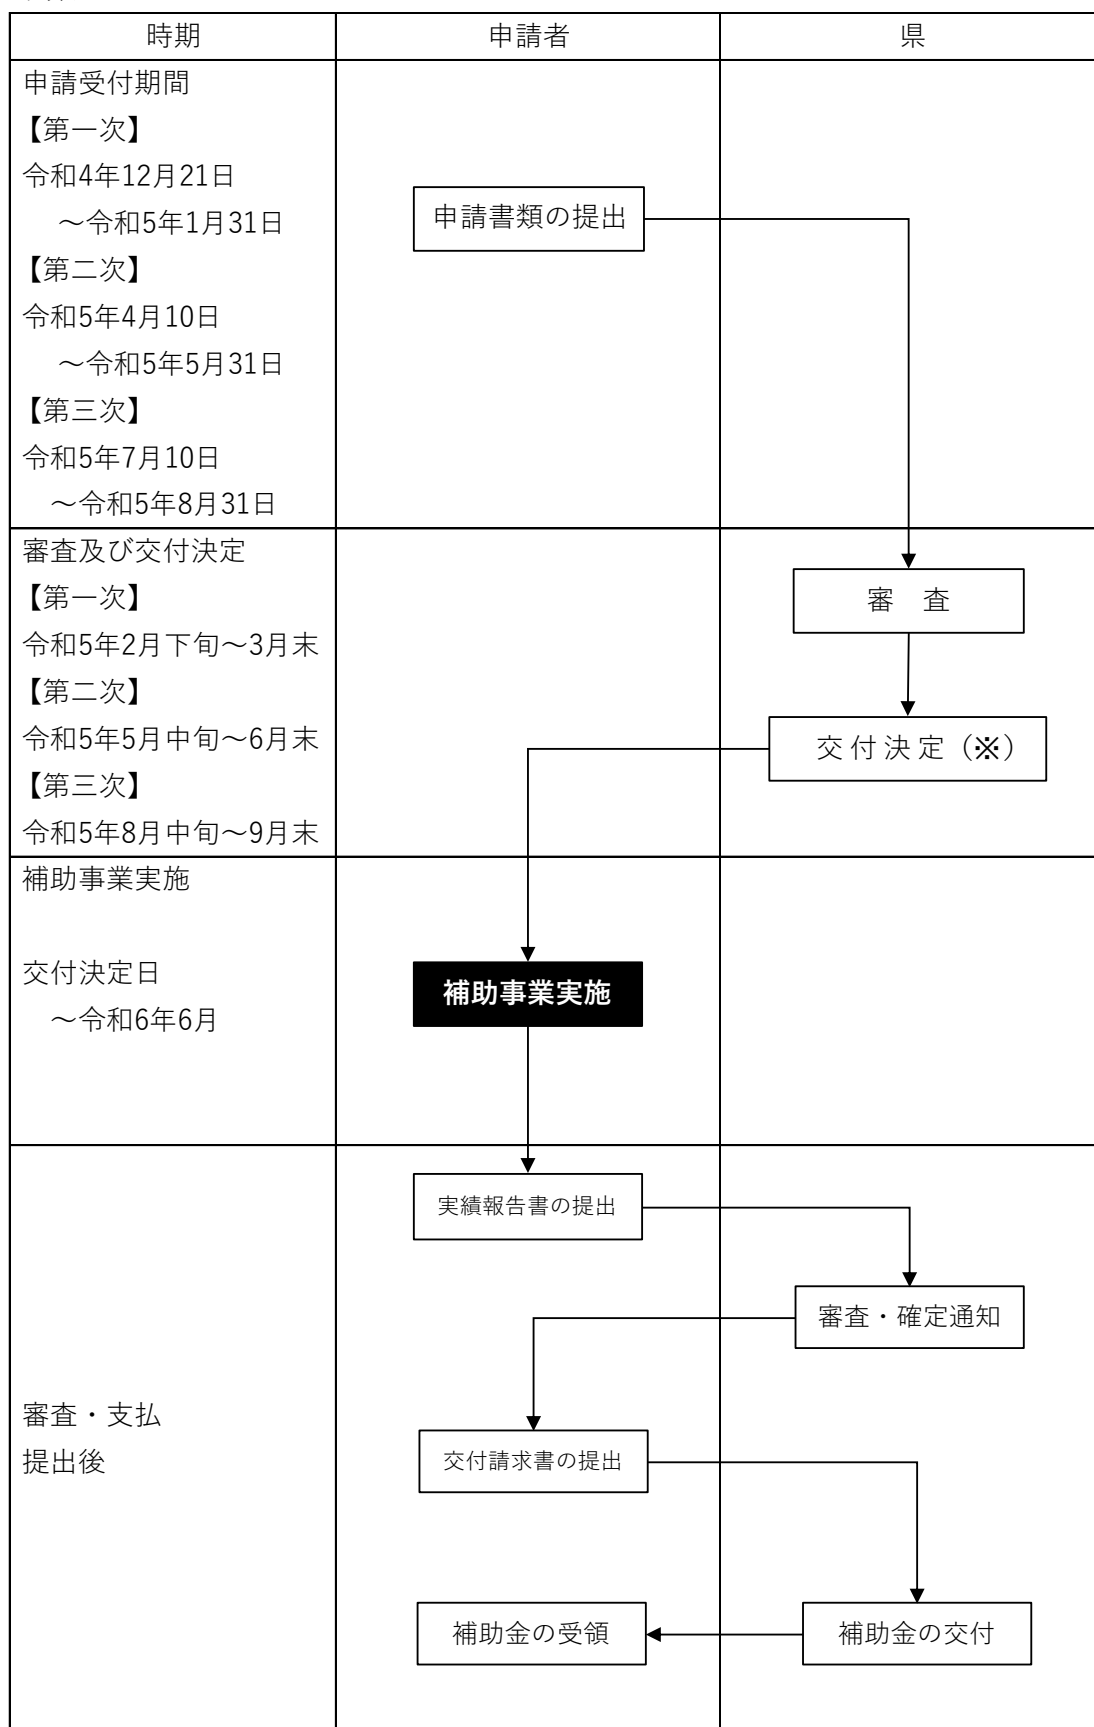 時期 申請者 県
申請受付期間
【第一次】
令和4年12月21日
～令和5年1月31日
【第二次】
令和5年4月10日
～令和5年5月31日
【第三次】
令和5年7月10日
～令和5年8月31日
申請書類の提出
審査及び交付決定
【第一次】
令和5年2月下旬～3月末
【第二次】
令和5年5月中旬～6月末
【第三次】
令和5年8月中旬～9月末
審　査
交付決定（※）
補助事業実施
交付決定日
～令和6年6月
補助事業実施
審査・支払
提出後
実績報告書の提出
審査・確定通知
交付請求書の提出
補助金の受領 補助金の交付